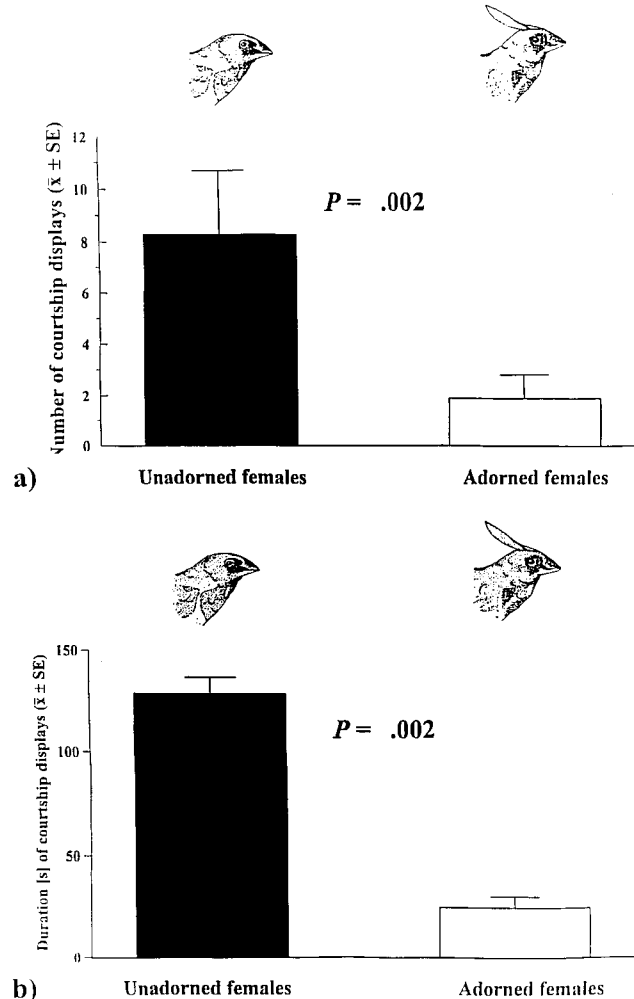 Number of courtship displays (x̄ ± SE)
12
10
8
6
4
2
0
P = .002
a)
Unadorned females
Adorned females
Duration [s] of courtship displays (x̄ ± SE)
150
100
50
0
P = .002
b)
Unadorned females
Adorned females